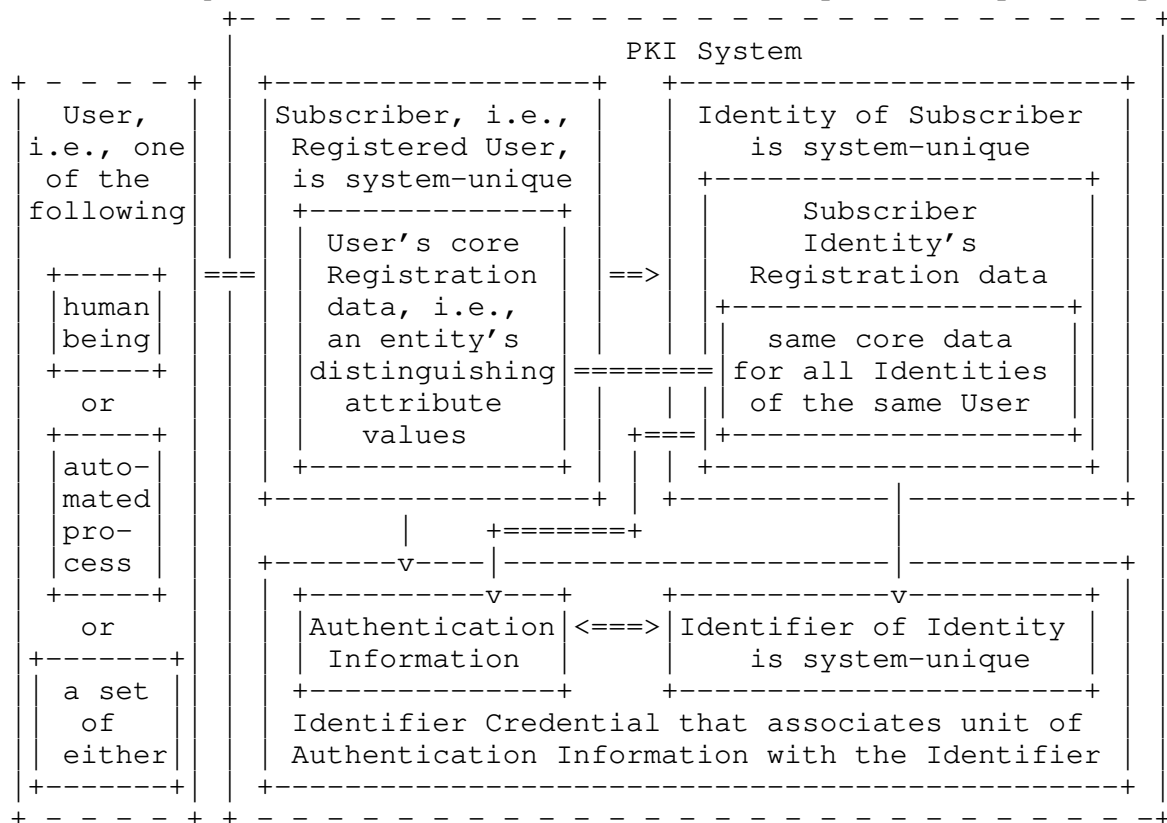 PKI System
User,
i.e., one
of the
following
human
being
or
auto-
mated
pro-
cess
or
a set
of
either
Subscriber, i.e.,
Registered User,
is system-unique
User's core
Registration
data, i.e.,
an entity's
distinguishing
attribute
values
Identity of Subscriber
is system-unique
Subscriber
Identity's
Registration data
same core data
for all Identities
of the same User
Authentication
Information
Identifier of Identity
is system-unique
Identifier Credential that associates unit of
Authentication Information with the Identifier